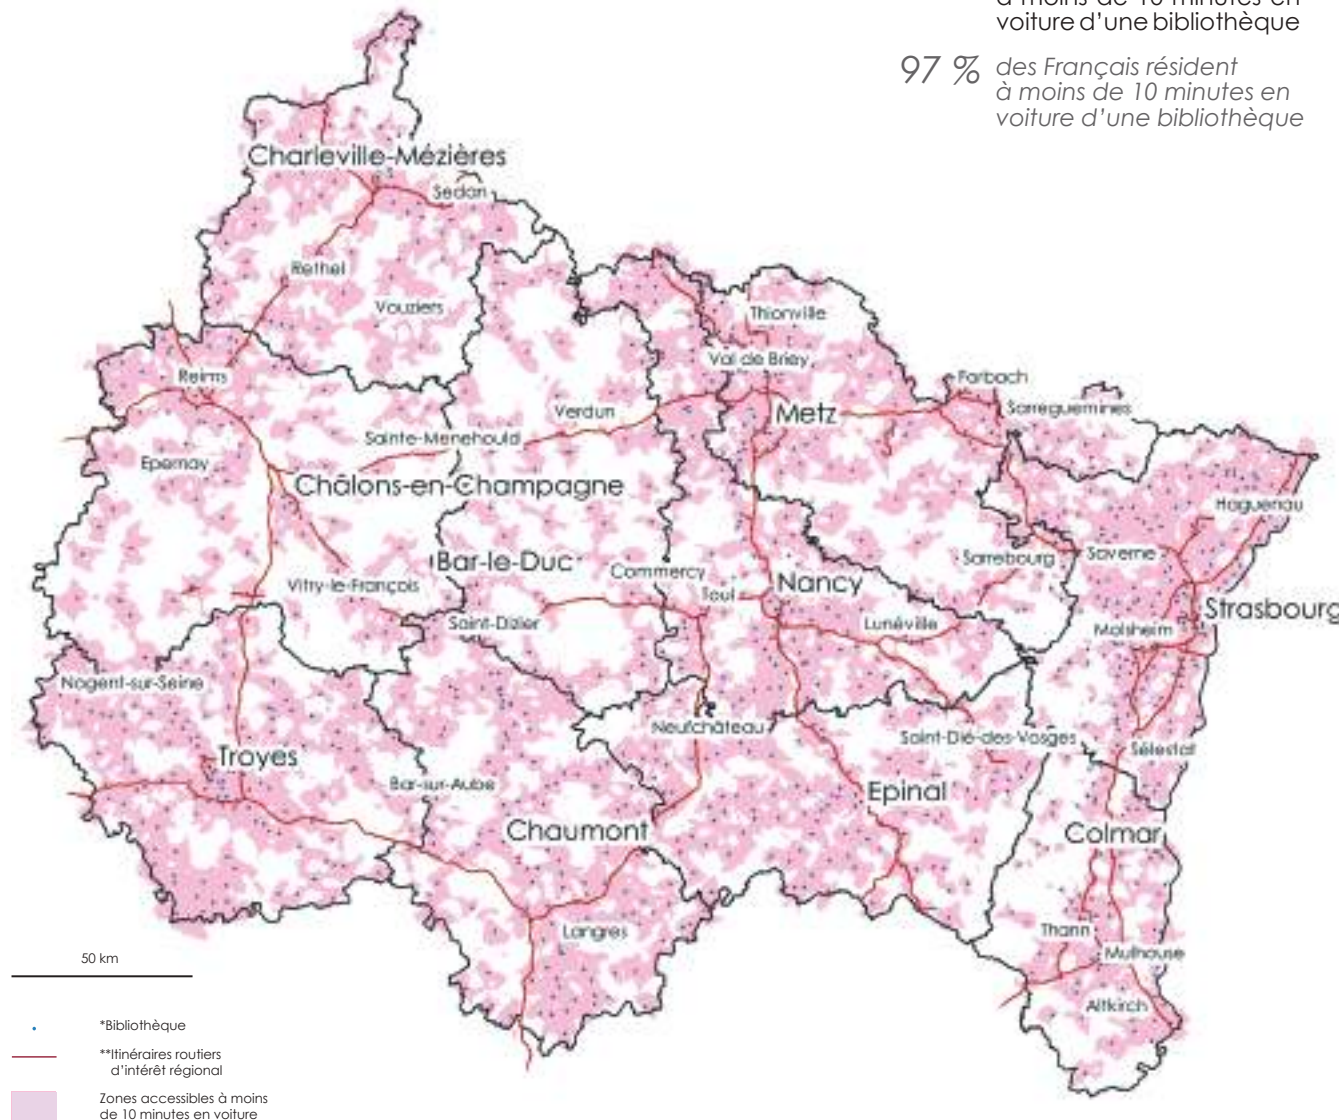 voiture d'une bibliothèque
97 % des Français résident
à moins de 10 minutes en
voiture d'une bibliothèque
Charleville-Mézières
Sedan
Rethel
Vouziers
Thionville
Val de Briey
Reims
Forbach
Sarreguemines
Verdun
Metz
Sainte-Menehould
Epernay
Châlons-en-Champagne
Haguenau
Saverne
Sarrebourg
Bar-le-Duc
Commercy
Nancy
Vitry-le-François
Toul
Strasbourg
Saint-Dizier
Lunéville
Molsheim
Nogent-sur-Seine
Neufchâteau
Saint-Dié-des-Vosges
Sélestat
Troyes
Bar-sur-Aube
Epinal
Chaumont
Colmar
Langres
Thann
Mulhouse
Altkirch
50 km
*Bibliothèque
**Itinéraires routiers
d'intérêt régional
Zones accessibles à moins
de 10 minutes en voiture